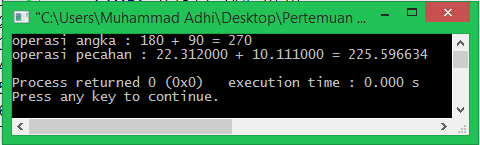 "C:\Users\Muhammad Adhi\Desktop\Pertemuan ...
operasi angka : 180 + 90 = 270
operasi pecahan : 22.312000 + 10.111000 = 225.596634
Process returned 0 (0x0)   execution time : 0.000 s
Press any key to continue.